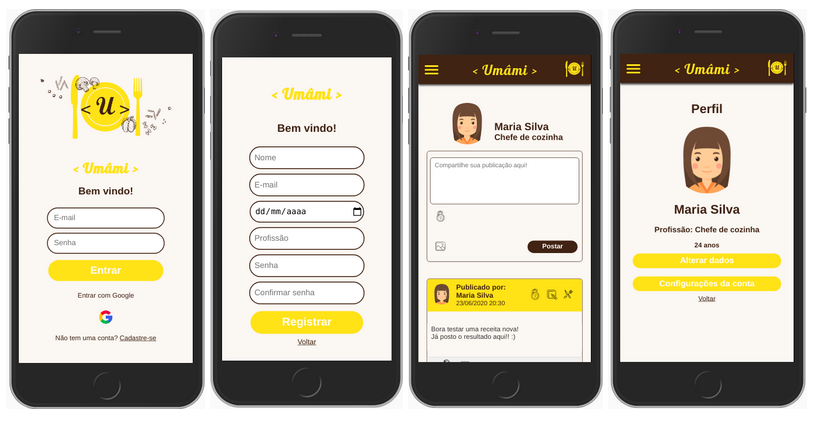 < U >
< Umâmi >
Bem vindo!
E-mail
Senha
Entrar
Entrar com Google
Não tem uma conta? Cadastre-se
< Umâmi >
Bem vindo!
Nome
E-mail
dd/mm/aaaa
Profissão
Senha
Confirmar senha
Registrar
Voltar
< Umâmi >
U
Maria Silva
Chefe de cozinha
Compartilhe sua publicação aqui!
Postar
Publicado por:
Maria Silva
23/06/2020 20:30
Bora testar uma receita nova!
Já posto o resultado aqui!! :)
< Umâmi >
U
Perfil
Maria Silva
Profissão: Chefe de cozinha
24 anos
Alterar dados
Configurações da conta
Voltar